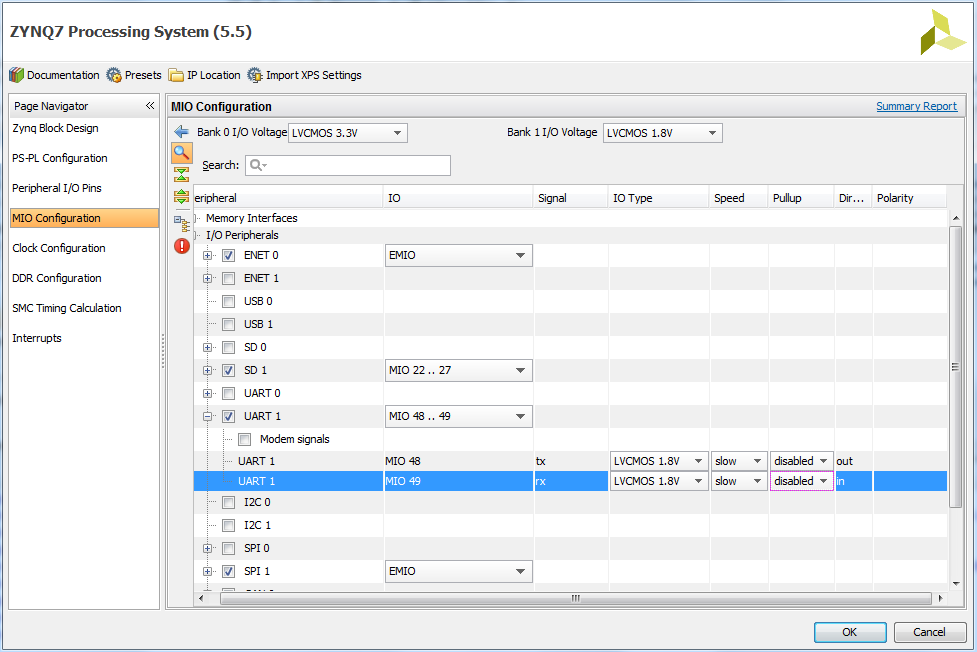 ZYNQ7 Processing System (5.5)
Documentation Presets IP Location Import XPS Settings
Page Navigator «
Zynq Block Design
PS-PL Configuration
Peripheral I/O Pins
MIO Configuration
Clock Configuration
DDR Configuration
SMC Timing Calculation
Interrupts
MIO Configuration Summary Report
Bank 0 I/O Voltage LVCMOS 3.3V Bank 1 I/O Voltage LVCMOS 1.8V
Search:
eripheral IO Signal IO Type Speed Pullup Dir... Polarity
Memory Interfaces
I/O Peripherals
ENET 0 EMIO
ENET 1
USB 0
USB 1
SD 0
SD 1 MIO 22 .. 27
UART 0
UART 1 MIO 48 .. 49
Modem signals
UART 1 MIO 48 tx LVCMOS 1.8V slow disabled out
UART 1 MIO 49 rx LVCMOS 1.8V slow disabled in
I2C 0
I2C 1
SPI 0
SPI 1 EMIO
OK Cancel